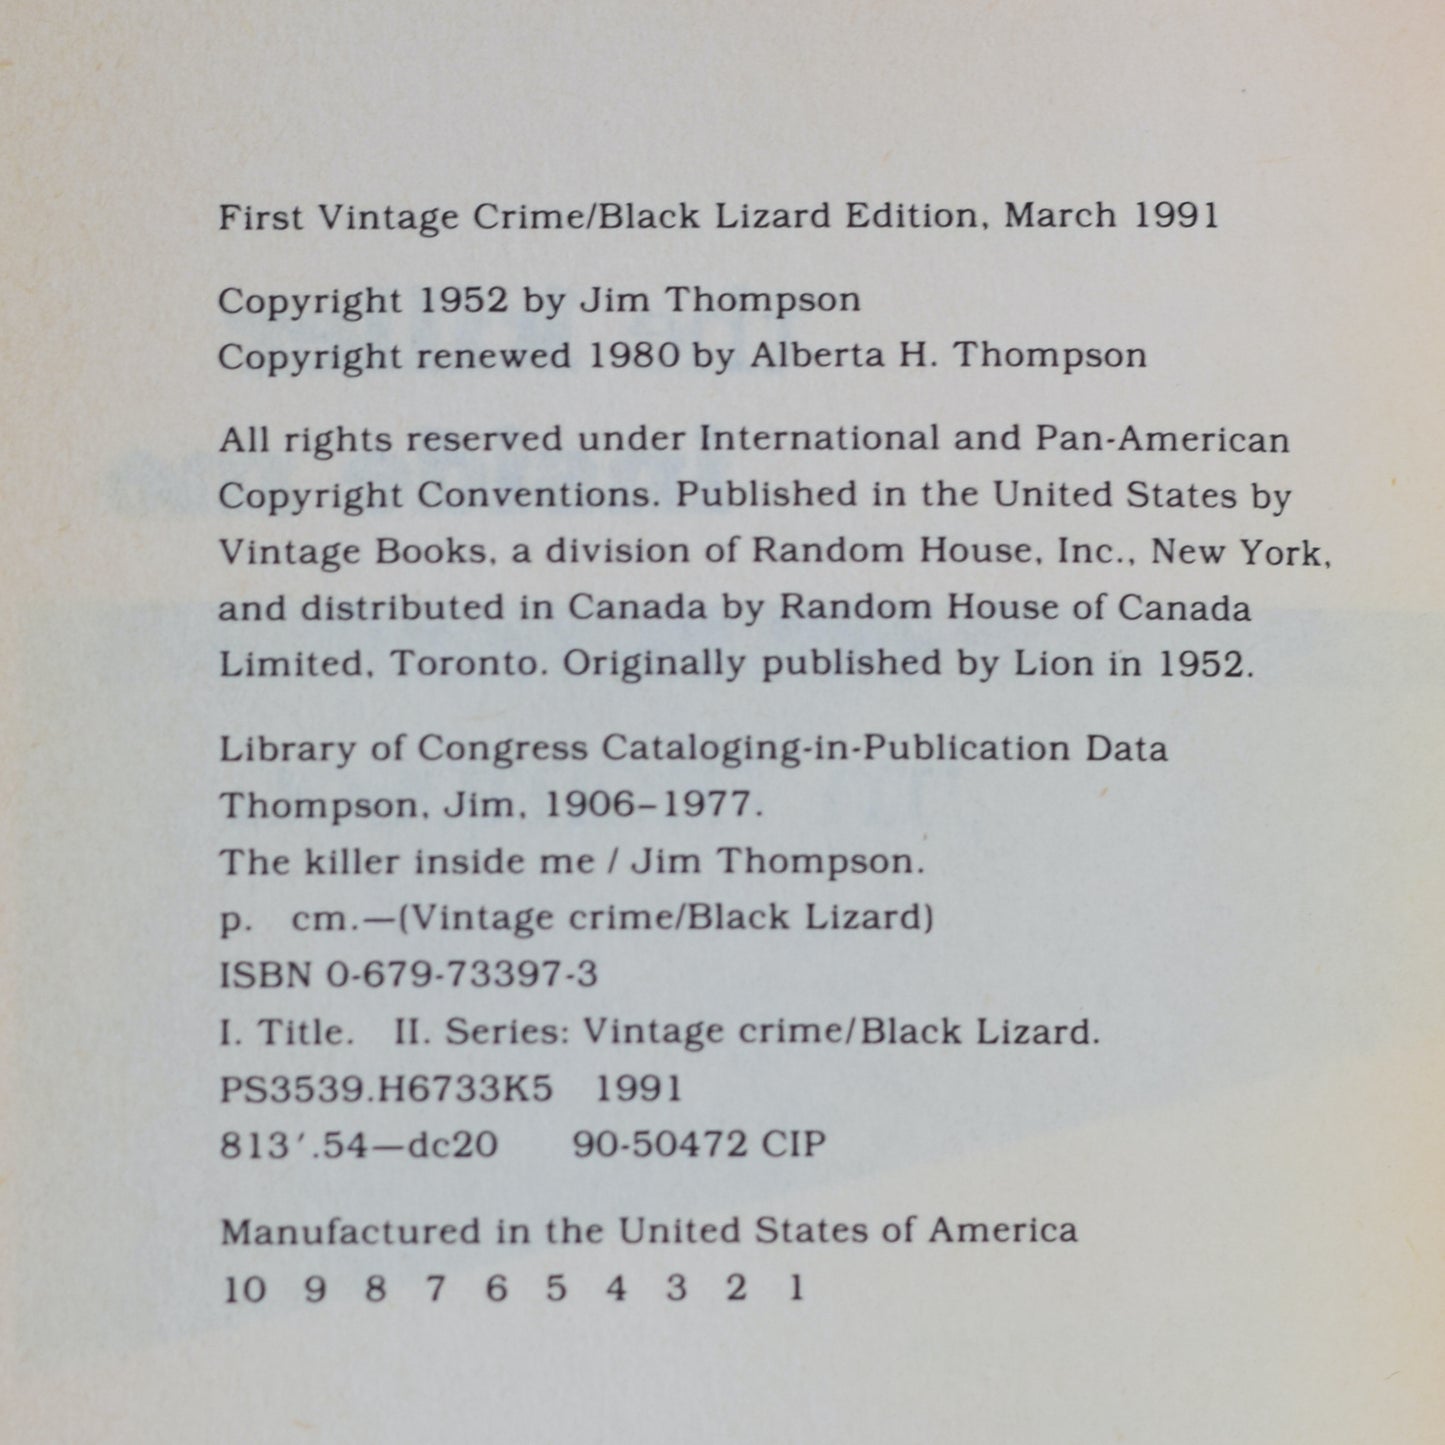 First Vintage Crime/Black Lizard Edition, March 1991
Copyright 1952 by Jim Thompson
Copyright renewed 1980 by Alberta H. Thompson
All rights reserved under International and Pan-American
Copyright Conventions. Published in the United States by
Vintage Books, a division of Random House, Inc., New York,
and distributed in Canada by Random House of Canada
Limited, Toronto. Originally published by Lion in 1952.
Library of Congress Cataloging-in-Publication Data
Thompson, Jim, 1906–1977.
The killer inside me / Jim Thompson.
p. cm.—(Vintage crime/Black Lizard)
ISBN 0-679-73397-3
I. Title. II. Series: Vintage crime/Black Lizard.
PS3539.H6733K5 1991
813′.54—dc20 90-50472 CIP
Manufactured in the United States of America
10 9 8 7 6 5 4 3 2 1